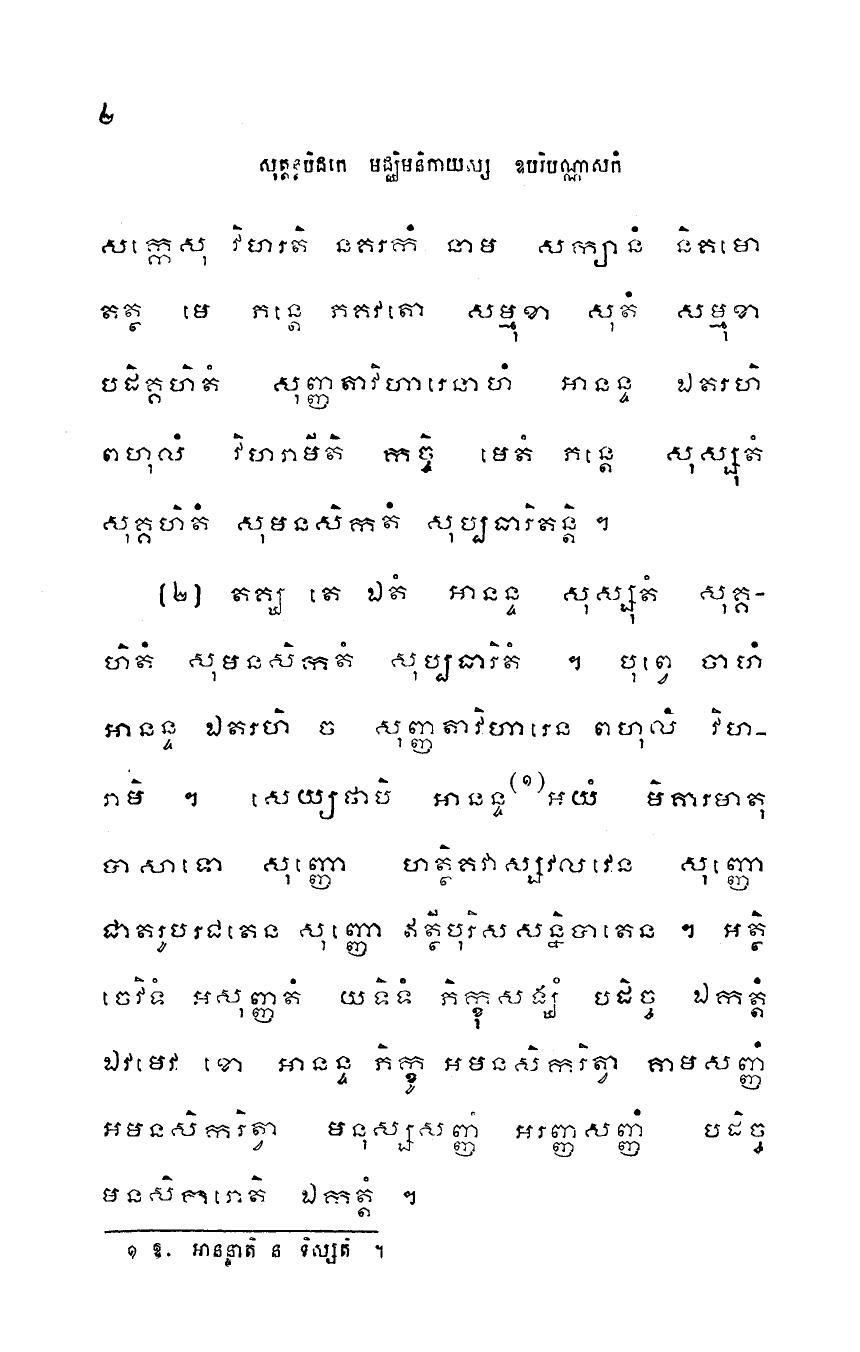 ២
សុត្តន្តបិដកេ មជ្ឈិមនិកាយស្ស ឧបរិបណ្ណាសកំ
សក្កេសុ វិហរតិ នគរកំ នាម សក្យានំ និគមោ
តត្ថ មេ ភន្តេ ភគវតោ សម្មុខា សុតំ សម្មុខា
បដិគ្គហិតំ សុញ្ញតាវិហារេនាហំ អានន្ទ ឯតរហិ
ពហុលំ វិហរាមីតិ កច្ចិ មេតំ ភន្តេ សុស្សុតំ
សុគ្គហិតំ សុមនសិកតំ សុប្បធារិតន្តិ ។
(២) តគ្ឃ តេ ឯតំ អានន្ទ សុស្សុតំ សុគ្គ-
ហិតំ សុមនសិកតំ សុប្បធារិតំ ។ បុព្វេ ចាហំ
អានន្ទ ឯតរហិ ច សុញ្ញតាវិហារេន ពហុលំ វិហ-
រាមិ ។ សេយ្យថាបិ អានន្ទ(១)អយំ មិគារមាតុ
បាសាទោ សុញ្ញោ ហត្ថិគវាស្សវលវេន សុញ្ញោ
ជាតរូបរជតេន សុញ្ញោ ឥត្ថីបុរិសសន្និបាតេន ។ អត្ថិ
ចេវិទំ អសុញ្ញតំ យទិទំ ភិក្ខុសង្ឃំ បដិច្ច ឯកត្តំ
ឯវមេវ ខោ អានន្ទ ភិក្ខុ អមនសិករិត្វា គាមសញ្ញំ
អមនសិករិត្វា មនុស្សសញ្ញំ អរញ្ញសញ្ញំ បដិច្ច
មនសិករោតិ ឯកត្តំ ។
១ ឱ. អានន្ទាតិ ន ទិស្សតិ ។